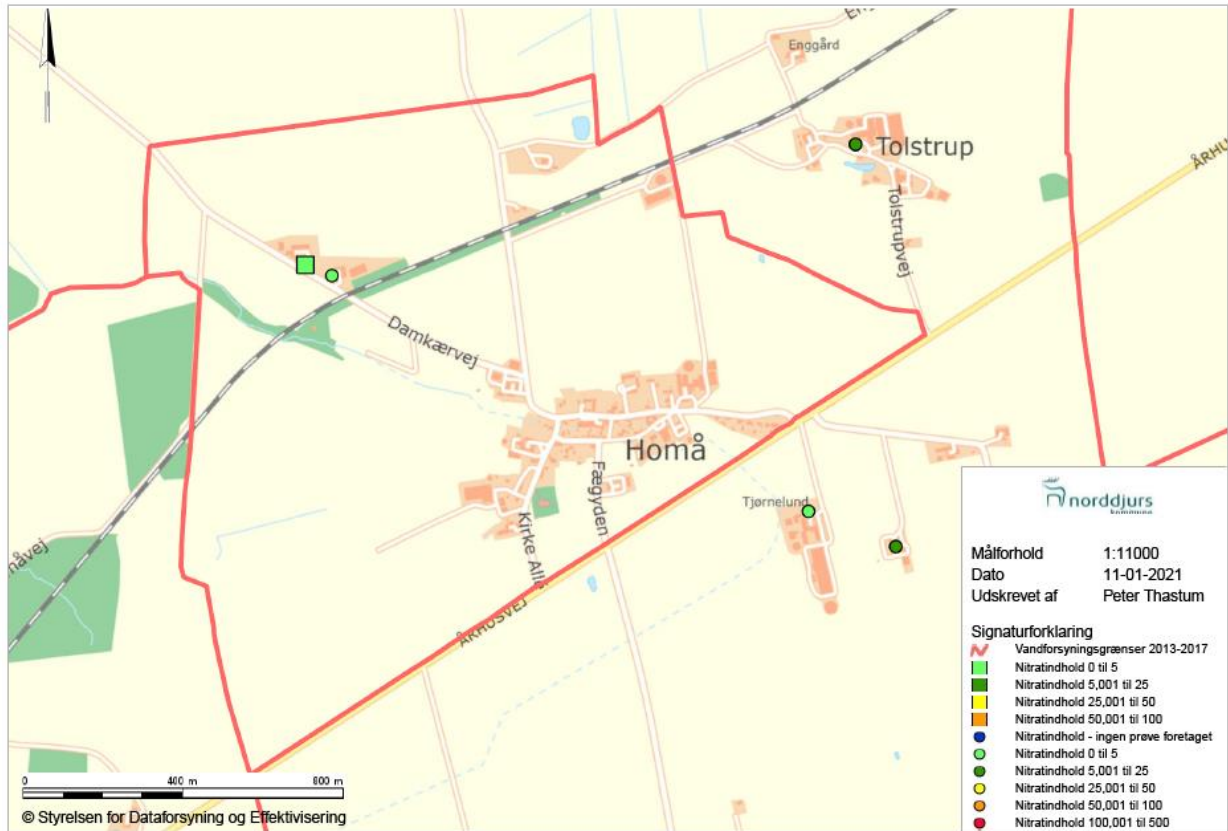 Eng
Enggård
Tolstrup
ÅRHU
Tolstrupvej
Damkærvej
Homå
Fægyden
Kirke Allé
Tjørnelund
ÅRHUSVEJ
norddjurs
kommune
Målforhold 1:11000
Dato 11-01-2021
Udskrevet af Peter Thastum
Signaturforklaring
Vandforsyningsgrænser 2013-2017
Nitratindhold 0 til 5
Nitratindhold 5,001 til 25
Nitratindhold 25,001 til 50
Nitratindhold 50,001 til 100
Nitratindhold - ingen prøve foretaget
Nitratindhold 0 til 5
Nitratindhold 5,001 til 25
Nitratindhold 25,001 til 50
Nitratindhold 50,001 til 100
Nitratindhold 100,001 til 500
0 400 m 800 m
© Styrelsen for Dataforsyning og Effektivisering